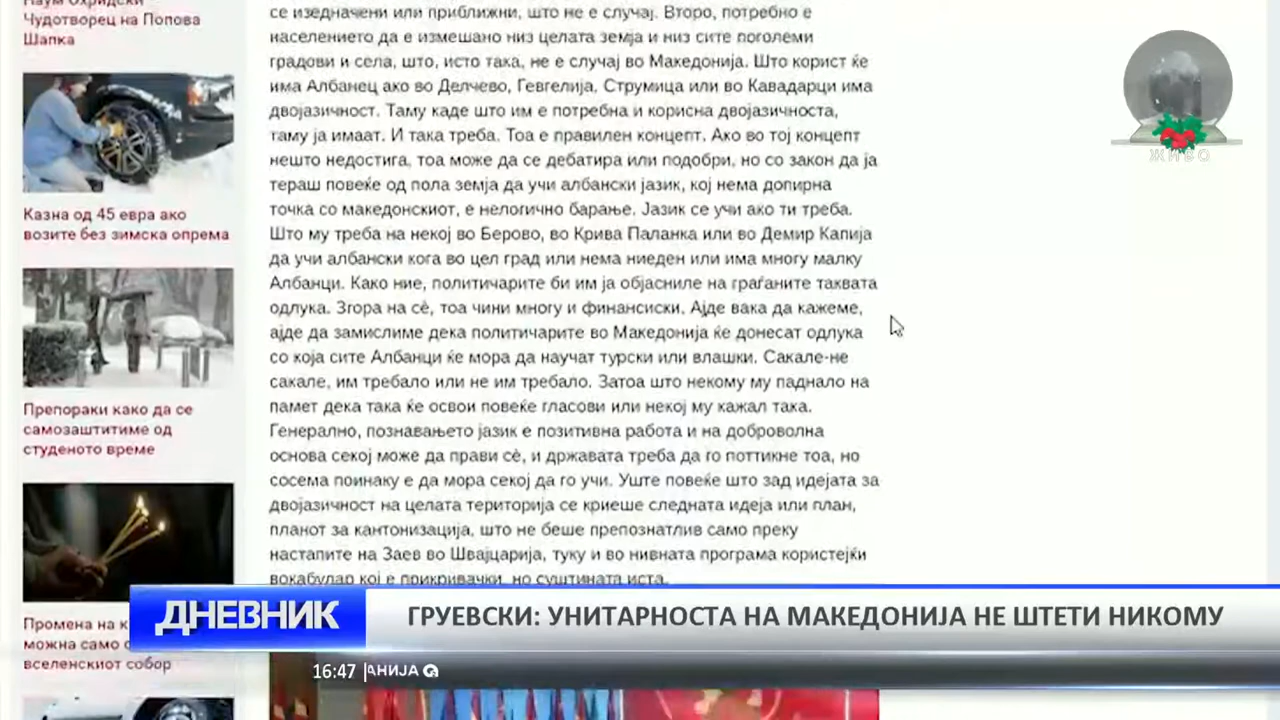 Наум Охридски
Чудотворец на Попова
Шапка
Казна од 45 евра ако
возите без зимска опрема
Препораки како да се
самозаштитиме од
студеното време
Промена на к
можна само
вселенскиот собор
се изедначени или приближни, што не е случај. Второ, потребно е
населението да е измешано низ целата земја и низ сите поголеми
градови и села, што, исто така, не е случај во Македонија. Што корист ќе
има Албанец ако во Делчево, Гевгелија, Струмица или во Кавадарци има
двојазичност. Таму каде што им е потребна и корисна двојазичноста,
таму ја имаат. И така треба. Тоа е правилен концепт. Ако во тој концепт
нешто недостига, тоа може да се дебатира или подобри, но со закон да ја
тераш повеќе од пола земја да учи албански јазик, кој нема допирна
точка со македонскиот, е нелогично барање. Јазик се учи ако ти треба.
Што му треба на некој во Берово, во Крива Паланка или во Демир Капија
да учи албански кога во цел град или нема ниеден или има многу малку
Албанци. Како ние, политичарите би им ја објасниле на граѓаните таквата
одлука. Згора на сѐ, тоа чини многу и финансиски. Ајде вака да кажеме,
ајде да замислиме дека политичарите во Македонија ќе донесат одлука
со која сите Албанци ќе мора да научат турски или влашки. Сакале-не
сакале, им требало или не им требало. Затоа што некому му паднало на
памет дека така ќе освои повеќе гласови или некој му кажал така.
Генерално, познавањето јазик е позитивна работа и на доброволна
основа секој може да прави сѐ, и државата треба да го поттикне тоа, но
сосема поинаку е да мора секој да го учи. Уште повеќе што зад идејата за
двојазичност на целата територија се криеше следната идеја или план,
планот за кантонизација, што не беше препознатлив само преку
настапите на Заев во Швајцарија, туку и во нивната програма користејќи
вокабулар кој е прикривачки, но суштината иста.
ЖИВО
ДНЕВНИК
ГРУЕВСКИ: УНИТАРНОСТА НА МАКЕДОНИЈА НЕ ШТЕТИ НИКОМУ
16:47
АНИЈА